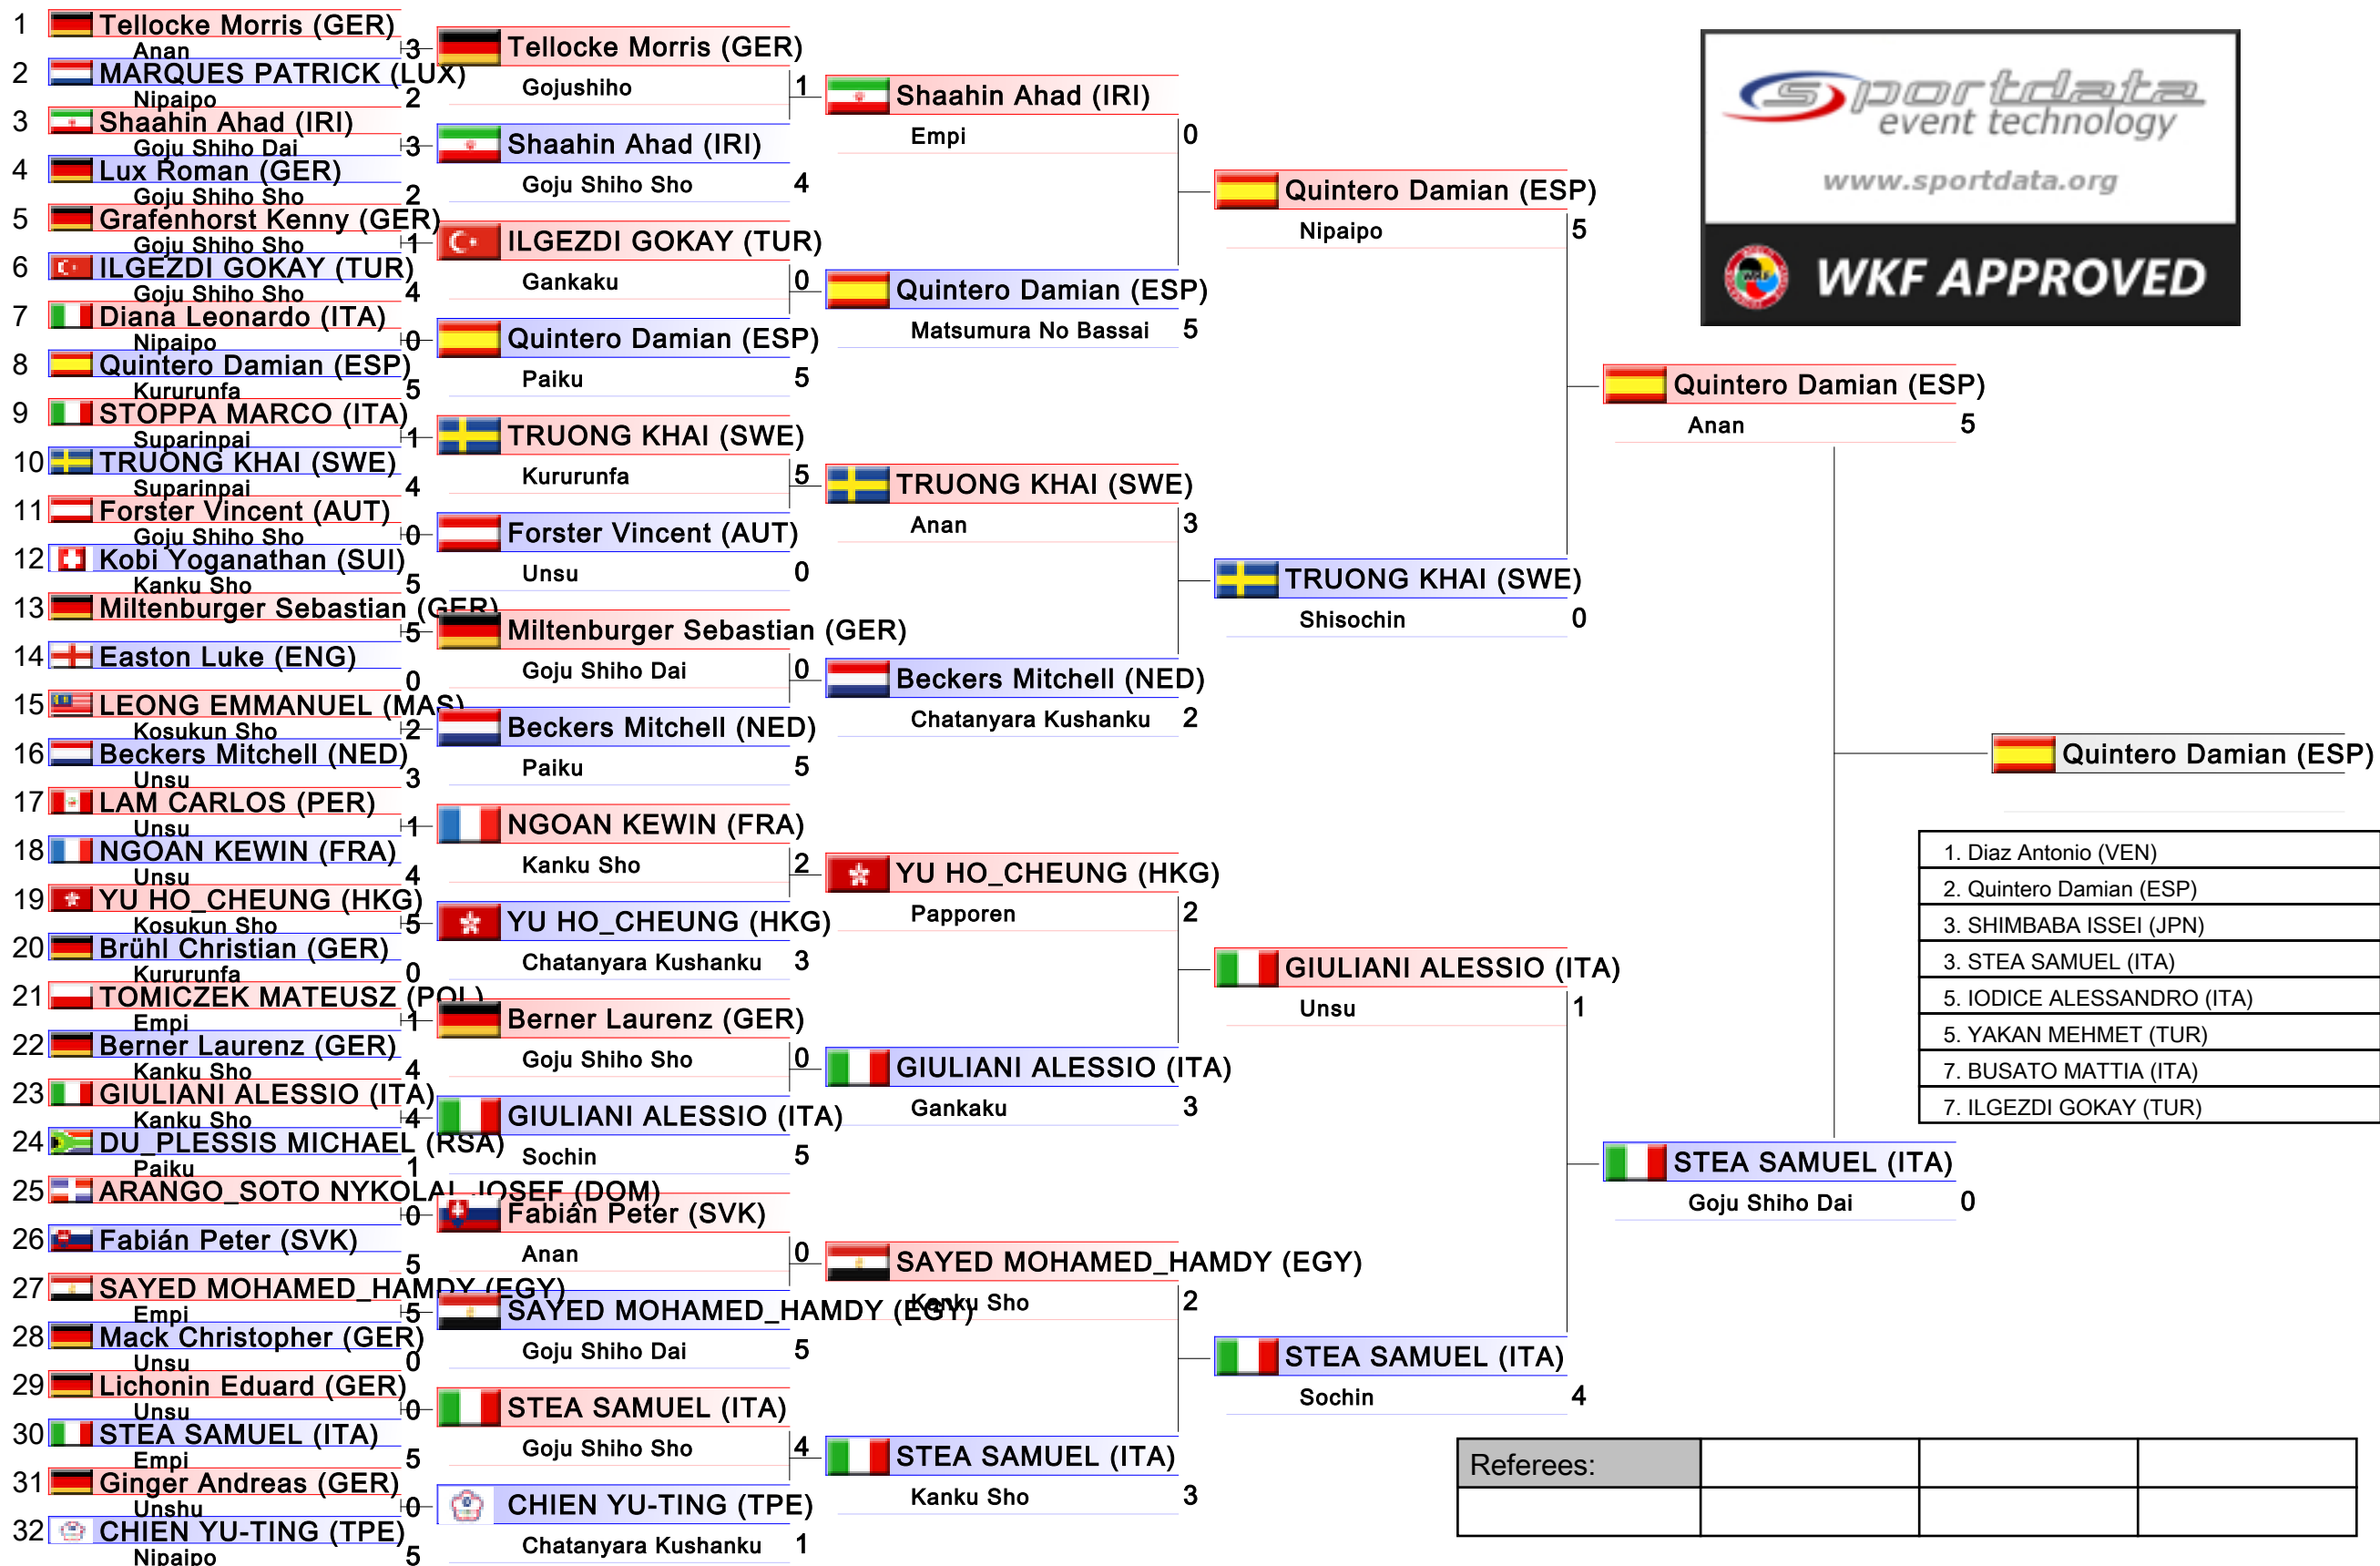 1 Tellocke Morris (GER)
Anan 3
2 MARQUES PATRICK (LUX)
Nipaipo 2
3 Shaahin Ahad (IRI)
Goju Shiho Dai 3
4 Lux Roman (GER)
Goju Shiho Sho 2
5 Grafenhorst Kenny (GER)
Goju Shiho Sho 1
6 ILGEZDI GOKAY (TUR)
Goju Shiho Sho 4
7 Diana Leonardo (ITA)
Nipaipo 0
8 Quintero Damian (ESP)
Kururunfa 5
9 STOPPA MARCO (ITA)
Suparinpai 1
10 TRUONG KHAI (SWE)
Suparinpai 4
11 Forster Vincent (AUT)
Goju Shiho Sho 0
12 Kobi Yoganathan (SUI)
Kanku Sho 5
13 Miltenburger Sebastian (GER)
5
14 Easton Luke (ENG)
0
15 LEONG EMMANUEL (MAS)
Kosukun Sho 2
16 Beckers Mitchell (NED)
Unsu 3
17 LAM CARLOS (PER)
Unsu 1
18 NGOAN KEWIN (FRA)
Unsu 4
19 YU HO_CHEUNG (HKG)
Kosukun Sho 5
20 Brühl Christian (GER)
Kururunfa 0
21 TOMICZEK MATEUSZ (POL)
Empi 1
22 Berner Laurenz (GER)
Kanku Sho 4
23 GIULIANI ALESSIO (ITA)
Kanku Sho 4
24 DU_PLESSIS MICHAEL (RSA)
Paiku 1
25 ARANGO_SOTO NYKOLAI JOSEF (DOM)
0
26 Fabián Peter (SVK)
5
27 SAYED MOHAMED_HAMDY (EGY)
Empi 5
28 Mack Christopher (GER)
Unsu 0
29 Lichonin Eduard (GER)
Unsu 0
30 STEA SAMUEL (ITA)
Empi 5
31 Ginger Andreas (GER)
Unshu 0
32 CHIEN YU-TING (TPE)
Nipaipo 5
Tellocke Morris (GER)
Gojushiho 1
Shaahin Ahad (IRI)
Goju Shiho Sho 4
ILGEZDI GOKAY (TUR)
Gankaku 0
Quintero Damian (ESP)
Paiku 5
TRUONG KHAI (SWE)
Kururunfa 5
Forster Vincent (AUT)
Unsu 0
Miltenburger Sebastian (GER)
Goju Shiho Dai 0
Beckers Mitchell (NED)
Paiku 5
NGOAN KEWIN (FRA)
Kanku Sho 2
YU HO_CHEUNG (HKG)
Chatanyara Kushanku 3
Berner Laurenz (GER)
Goju Shiho Sho 0
GIULIANI ALESSIO (ITA)
Sochin 5
Fabián Peter (SVK)
Anan 0
SAYED MOHAMED_HAMDY (EGY)
Goju Shiho Dai 5
STEA SAMUEL (ITA)
Goju Shiho Sho 4
CHIEN YU-TING (TPE)
Chatanyara Kushanku 1
Shaahin Ahad (IRI)
Empi 0
Quintero Damian (ESP)
Matsumura No Bassai 5
TRUONG KHAI (SWE)
Anan 3
Beckers Mitchell (NED)
Chatanyara Kushanku 2
YU HO_CHEUNG (HKG)
Papporen 2
GIULIANI ALESSIO (ITA)
Gankaku 3
SAYED MOHAMED_HAMDY (EGY)
Kanku Sho 2
STEA SAMUEL (ITA)
Kanku Sho 3
Quintero Damian (ESP)
Nipaipo 5
TRUONG KHAI (SWE)
Shisochin 0
GIULIANI ALESSIO (ITA)
Unsu 1
STEA SAMUEL (ITA)
Sochin 4
Quintero Damian (ESP)
Anan 5
STEA SAMUEL (ITA)
Goju Shiho Dai 0
Quintero Damian (ESP)
sportdata
event technology
www.sportdata.org
WKF
WKF APPROVED
1. Diaz Antonio (VEN)
2. Quintero Damian (ESP)
3. SHIMBABA ISSEI (JPN)
3. STEA SAMUEL (ITA)
5. IODICE ALESSANDRO (ITA)
5. YAKAN MEHMET (TUR)
7. BUSATO MATTIA (ITA)
7. ILGEZDI GOKAY (TUR)
Referees: